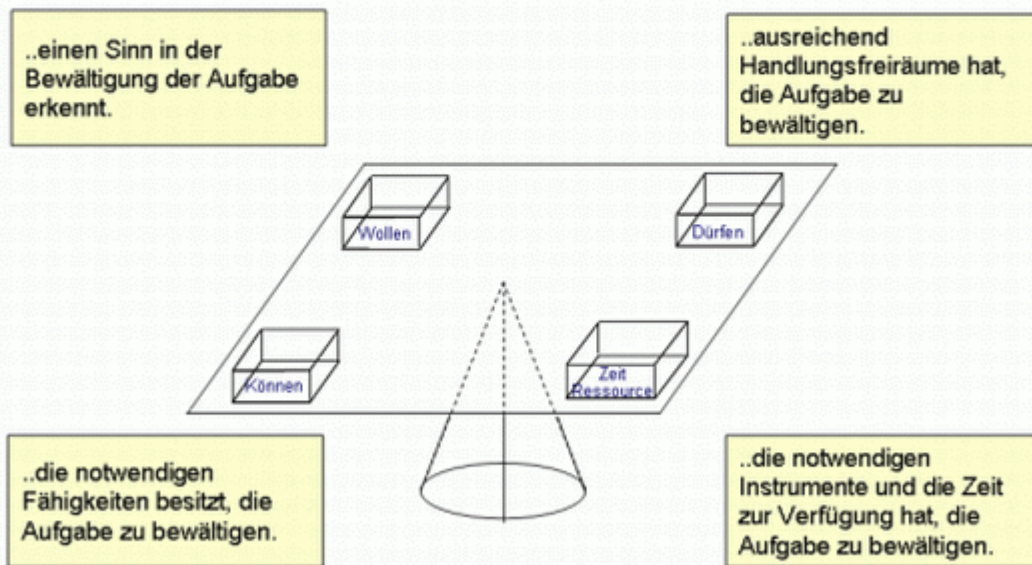 ..einen Sinn in der
Bewältigung der Aufgabe
erkennt.
..ausreichend
Handlungsfreiräume hat,
die Aufgabe zu
bewältigen.
Wollen
Dürfen
Können
Zeit
Ressource
..die notwendigen
Fähigkeiten besitzt, die
Aufgabe zu bewältigen.
..die notwendigen
Instrumente und die Zeit
zur Verfügung hat, die
Aufgabe zu bewältigen.